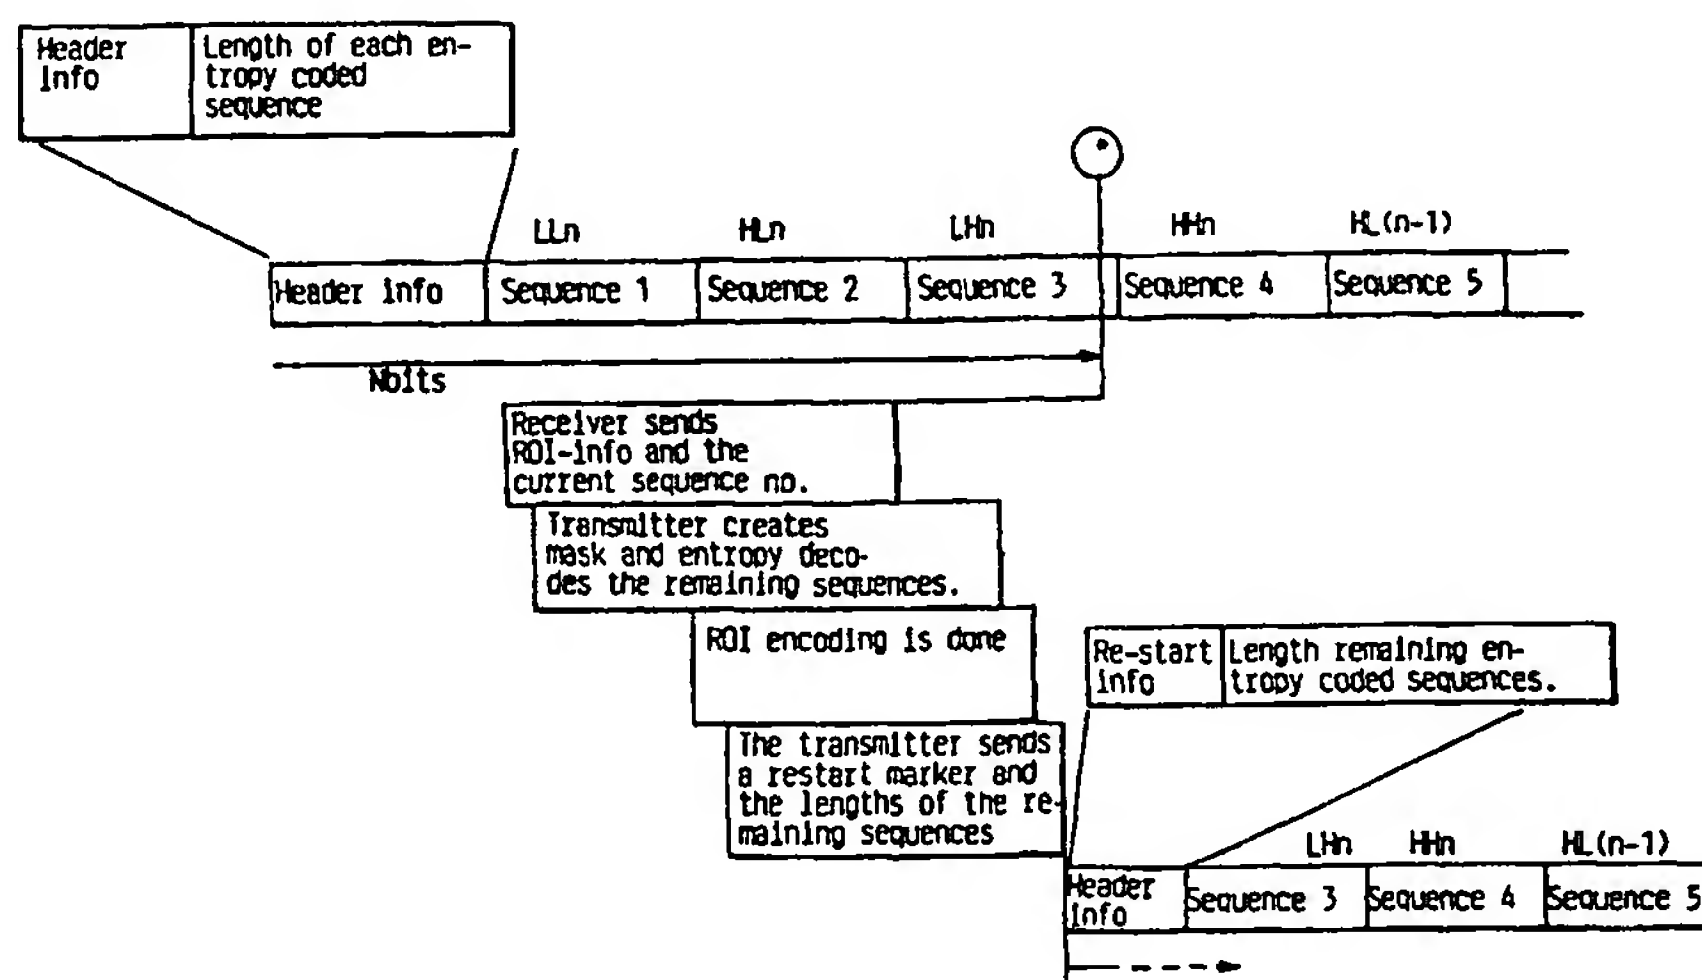 Header
Info
Length of each en-
tropy coded
sequence
LLn
HLn
LHn
HHn
HL(n-1)
Header info
Sequence 1
Sequence 2
Sequence 3
Sequence 4
Sequence 5
Nbits
Receiver sends
ROI-info and the
current sequence no.
Transmitter creates
mask and entropy deco-
des the remaining sequences.
ROI encoding is done
Re-start
info
Length remaining en-
tropy coded sequences.
The transmitter sends
a restart marker and
the lengths of the re-
maining sequences
LHn
HHn
HL(n-1)
Header
Info
Sequence 3
Sequence 4
Sequence 5